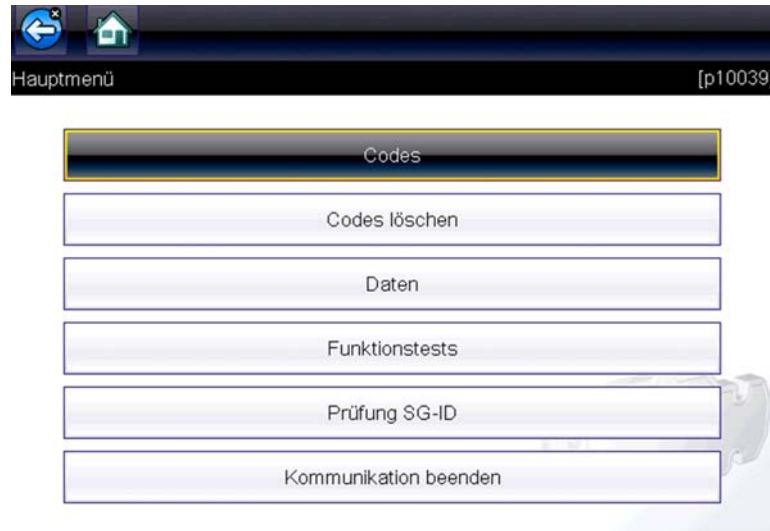 Hauptmenü [p10039
Codes
Codes löschen
Daten
Funktionstests
Prüfung SG-ID
Kommunikation beenden